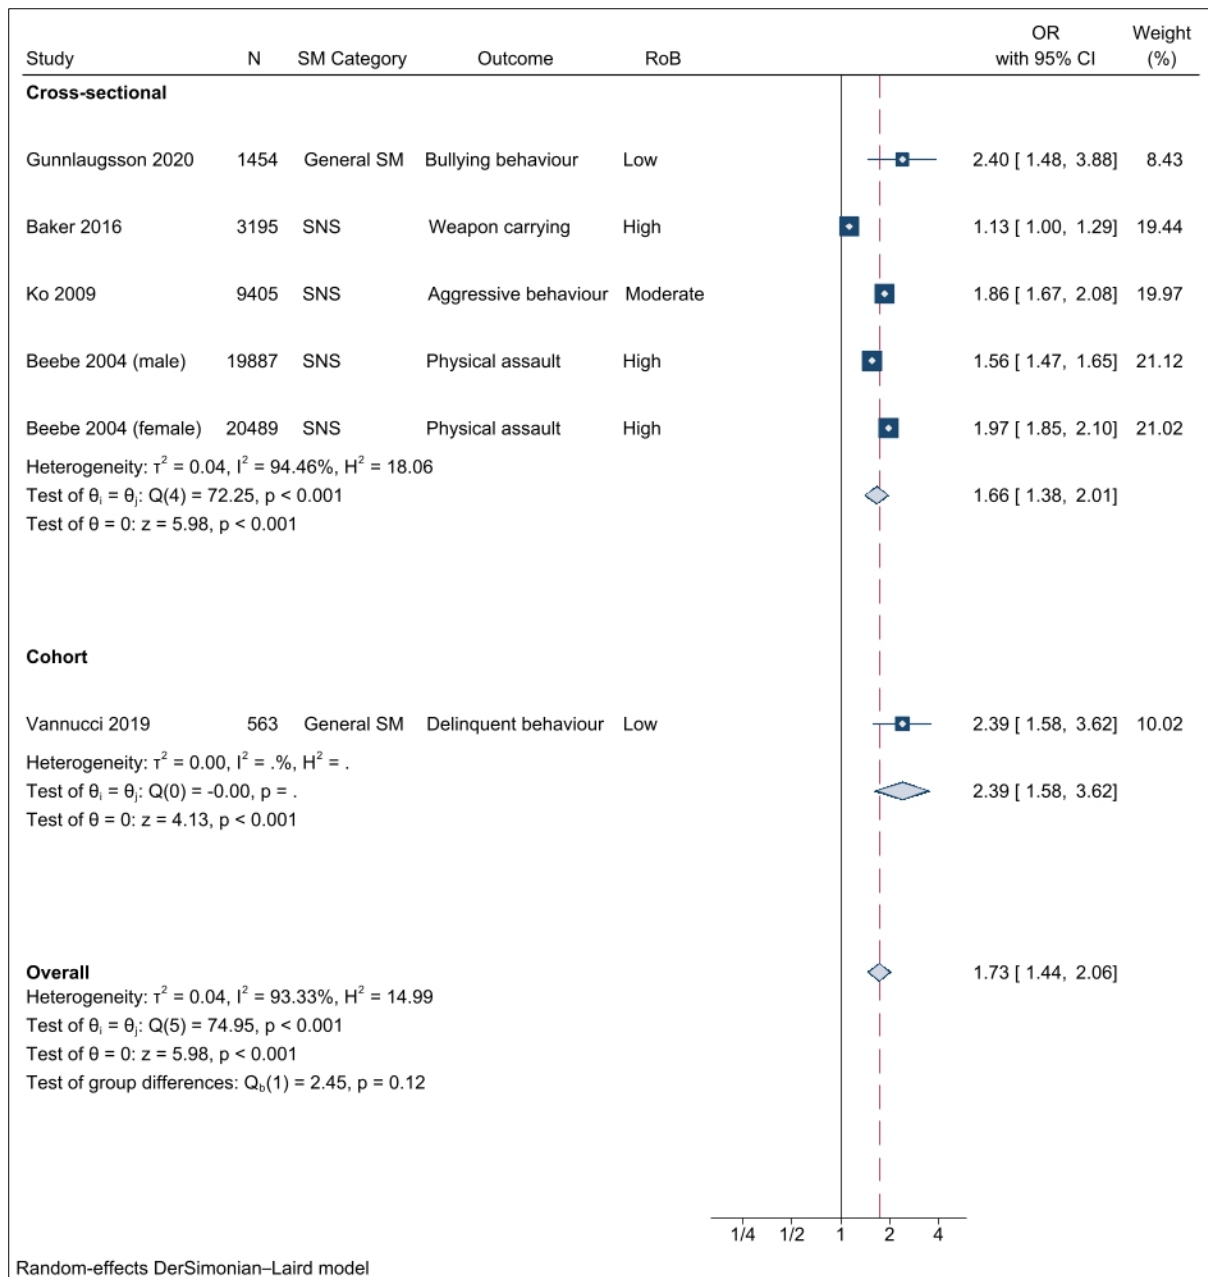 OR Weight
Study N SM Category Outcome RoB with 95% CI (%)
Cross-sectional
Gunnlaugsson 2020 1454 General SM Bullying behaviour Low 2.40 [ 1.48, 3.88] 8.43
Baker 2016 3195 SNS Weapon carrying High 1.13 [ 1.00, 1.29] 19.44
Ko 2009 9405 SNS Aggressive behaviour Moderate 1.86 [ 1.67, 2.08] 19.97
Beebe 2004 (male) 19887 SNS Physical assault High 1.56 [ 1.47, 1.65] 21.12
Beebe 2004 (female) 20489 SNS Physical assault High 1.97 [ 1.85, 2.10] 21.02
Heterogeneity: τ² = 0.04, I² = 94.46%, H² = 18.06
Test of θᵢ = θⱼ: Q(4) = 72.25, p < 0.001 1.66 [ 1.38, 2.01]
Test of θ = 0: z = 5.98, p < 0.001
Cohort
Vannucci 2019 563 General SM Delinquent behaviour Low 2.39 [ 1.58, 3.62] 10.02
Heterogeneity: τ² = 0.00, I² = .%, H² = .
Test of θᵢ = θⱼ: Q(0) = -0.00, p = . 2.39 [ 1.58, 3.62]
Test of θ = 0: z = 4.13, p < 0.001
Overall 1.73 [ 1.44, 2.06]
Heterogeneity: τ² = 0.04, I² = 93.33%, H² = 14.99
Test of θᵢ = θⱼ: Q(5) = 74.95, p < 0.001
Test of θ = 0: z = 5.98, p < 0.001
Test of group differences: Q_b(1) = 2.45, p = 0.12
1/4 1/2 1 2 4
Random-effects DerSimonian–Laird model